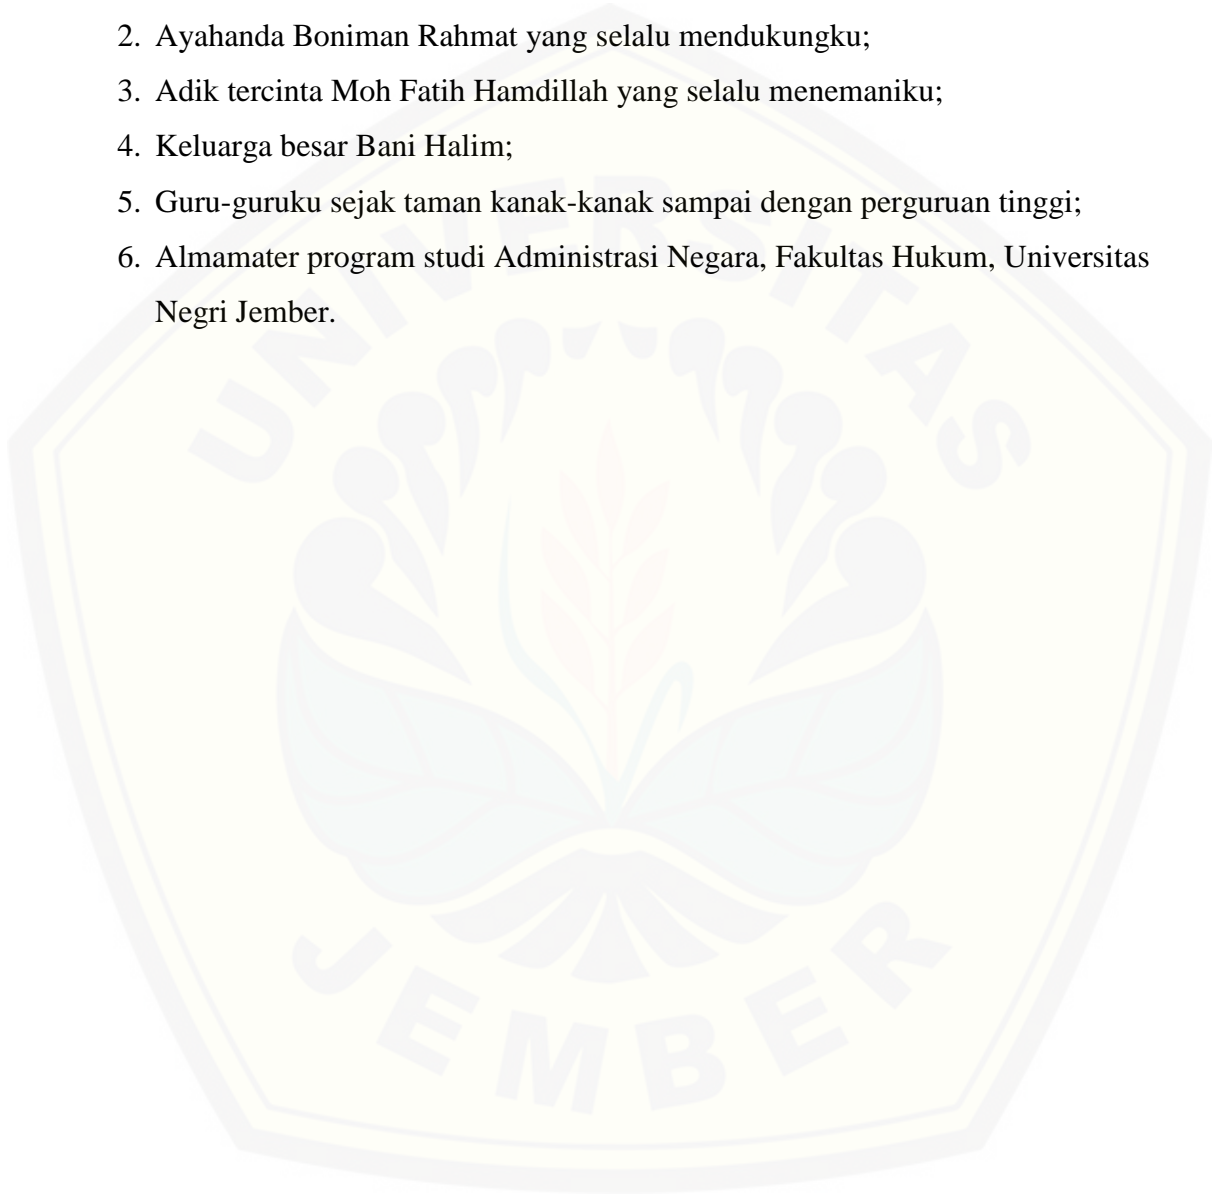 2. Ayahanda Boniman Rahmat yang selalu mendukungku;
3. Adik tercinta Moh Fatih Hamdillah yang selalu menemaniku;
4. Keluarga besar Bani Halim;
5. Guru-guruku sejak taman kanak-kanak sampai dengan perguruan tinggi;
6. Almamater program studi Administrasi Negara, Fakultas Hukum, Universitas
Negri Jember.
UNIVERSITAS
JEMBER